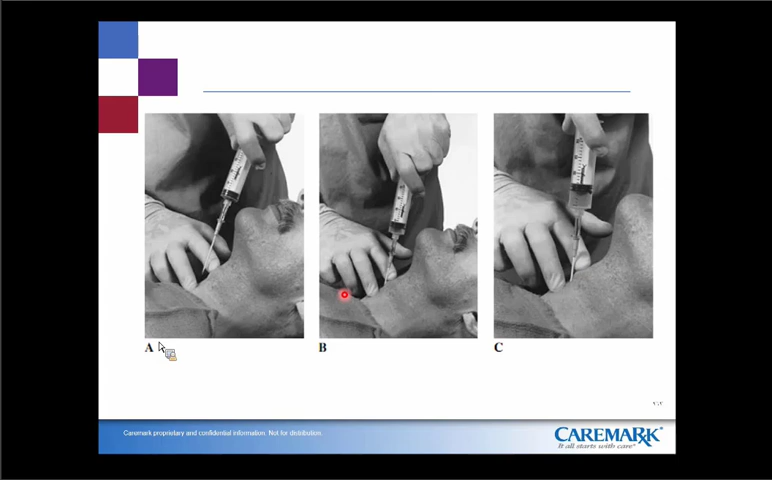 A
B
C
Caremark proprietary and confidential information. Not for distribution.
CAREMARK
It all starts with care